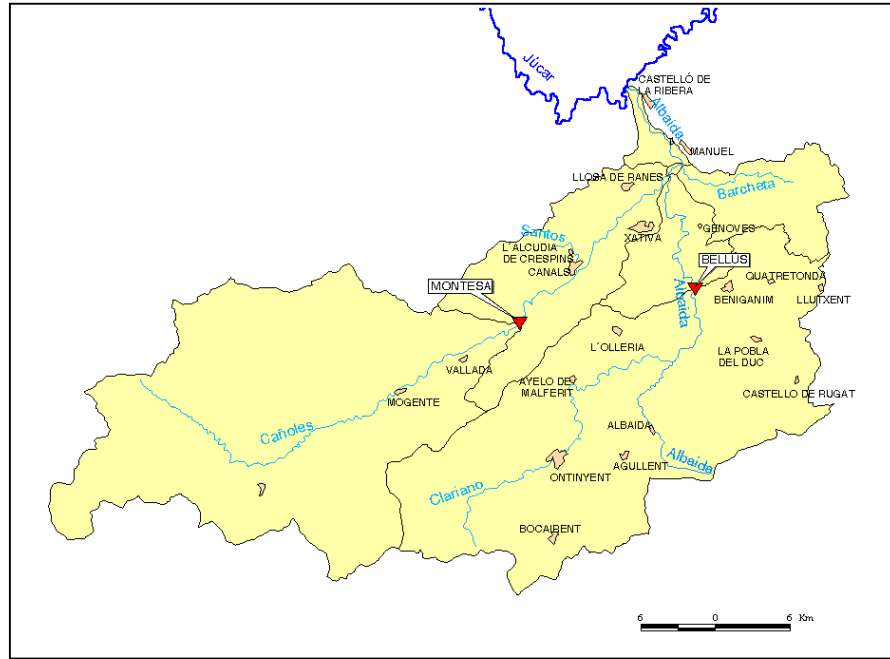 Júcar
CASTELLÓ DE
LA RIBERA
Albaida
MANUEL
LLOSA DE RANES
Barcheta
Santos
XATIVA
GENOVES
L´ALCUDIA
DE CRESPINS
CANALS
BELLUS
MONTESA
QUATRETONDA
BENIGANIM
LLUTXENT
Albaida
L´OLLERIA
LA POBLA
DEL DUC
VALLADA
AYELO DE
MALFERIT
MOGENTE
CASTELLO DE RUGAT
Cañoles
ALBAIDA
Albaida
AGULLENT
ONTINYENT
Clariano
BOCAIRENT
6 0 6 Km